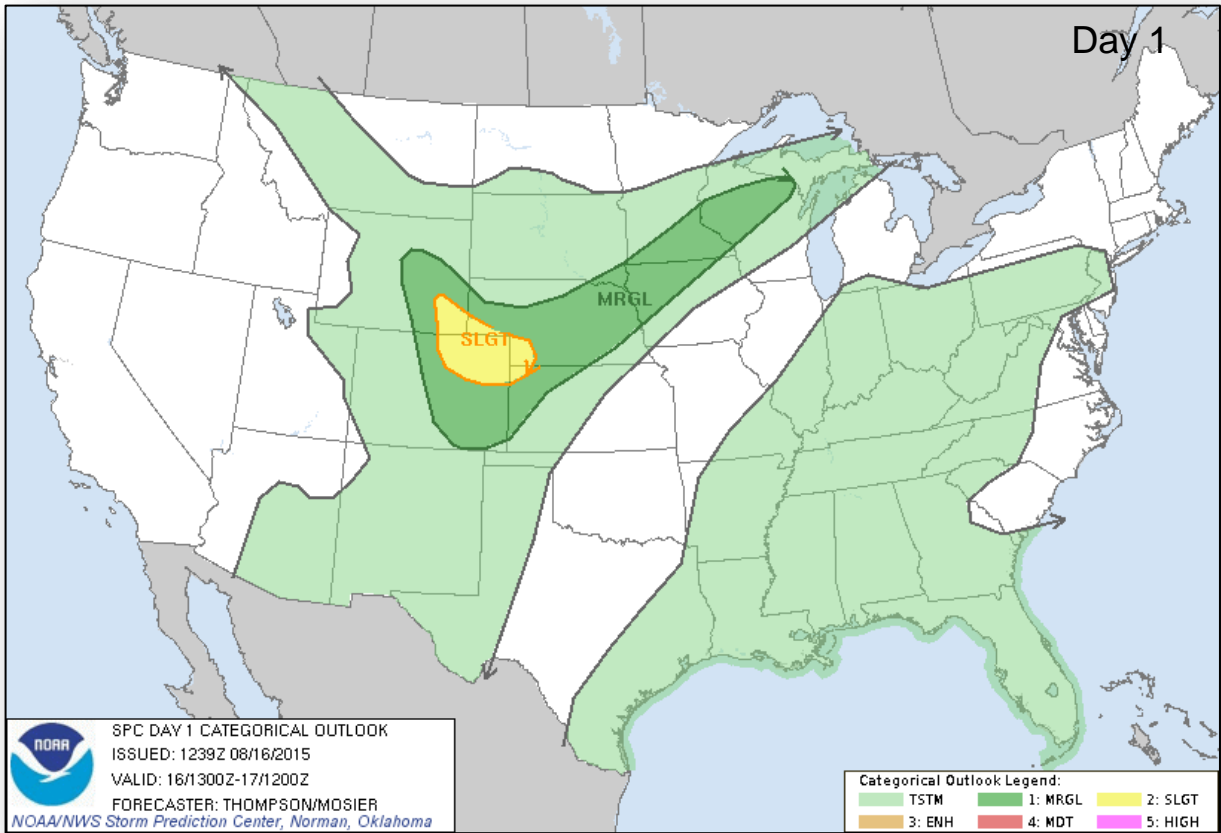 Day 1
MRGL
SLGT
NOAA
SPC DAY 1 CATEGORICAL OUTLOOK
ISSUED: 1239Z 08/16/2015
VALID: 16/1300Z-17/1200Z
FORECASTER: THOMPSON/MOSIER
NOAA/NWS Storm Prediction Center, Norman, Oklahoma
Categorical Outlook Legend:
TSTM 1: MRGL 2: SLGT
3: ENH 4: MDT 5: HIGH